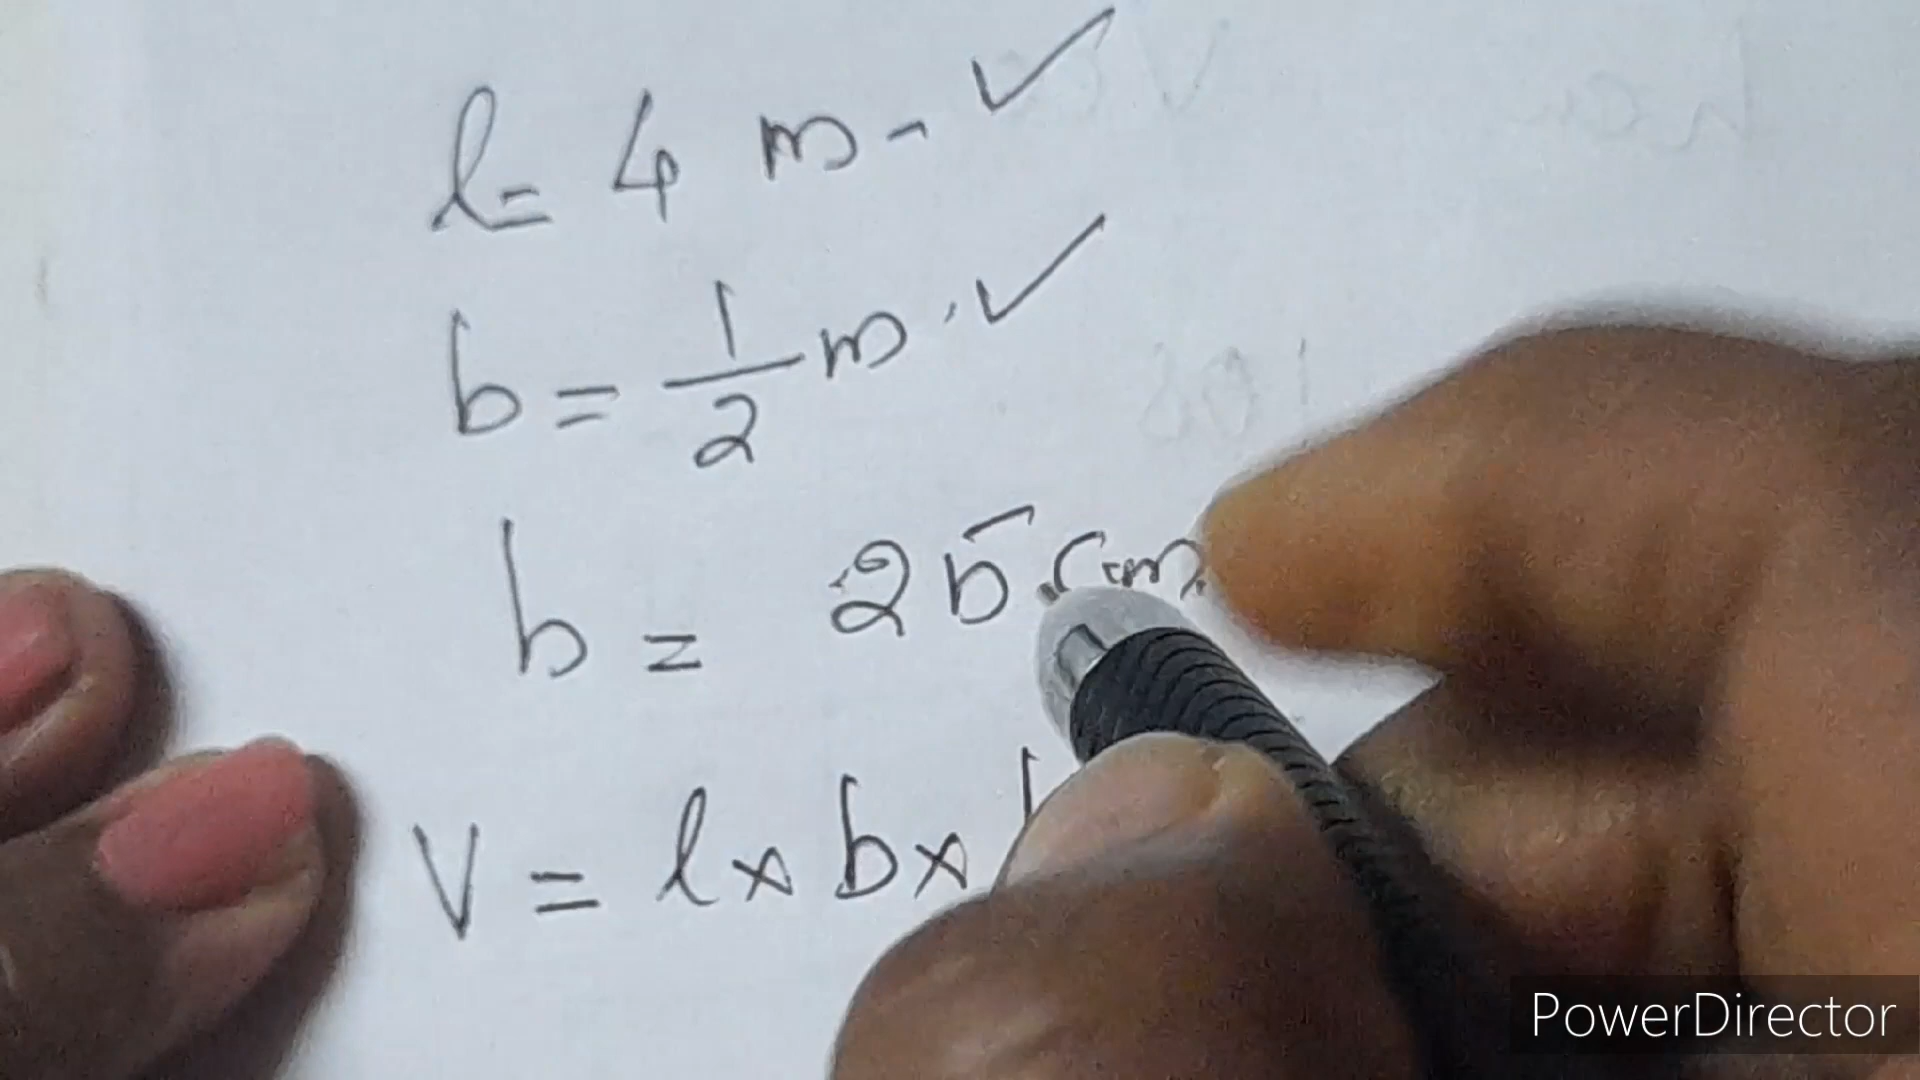 l = 4 m - ✓
b = 1/2 m . ✓
h = 25 cm
V = l x b x
PowerDirector